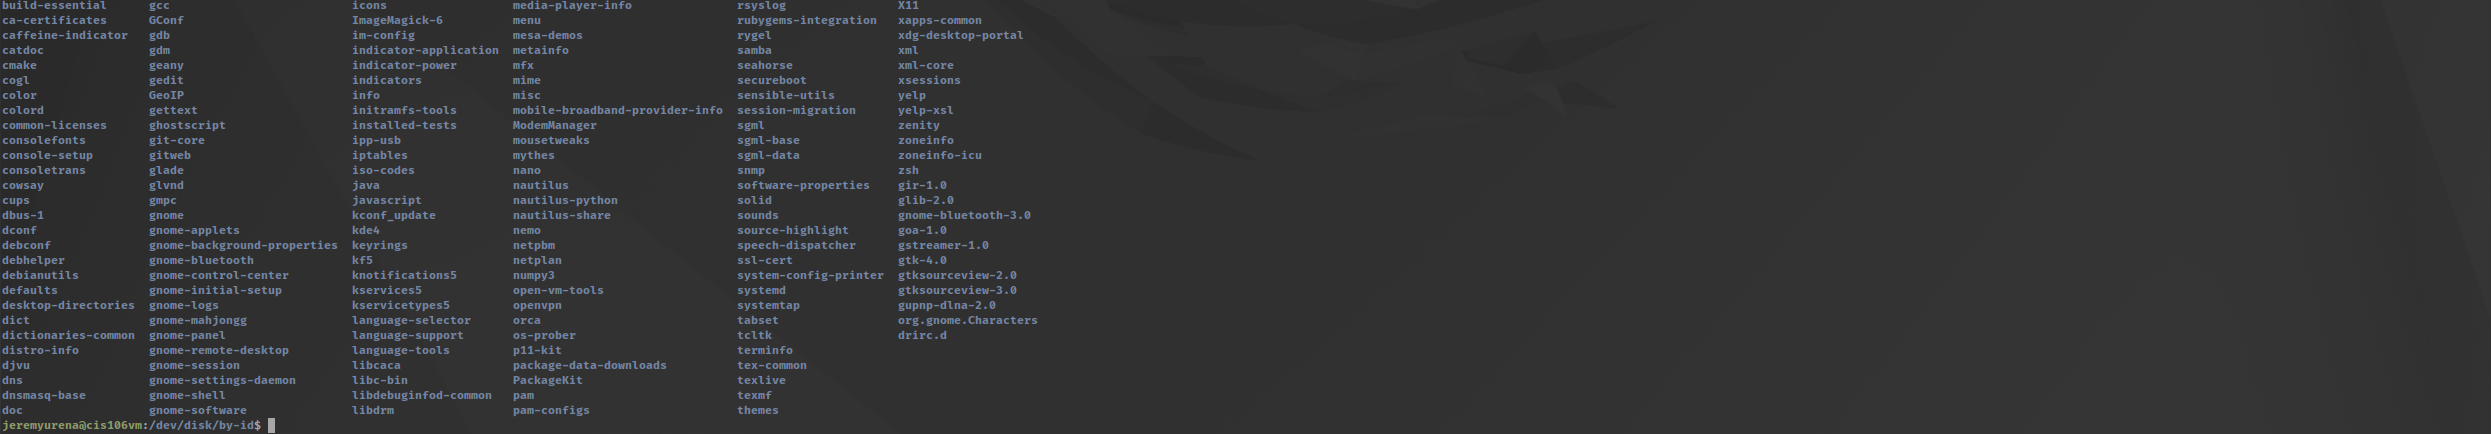 build-essential gcc icons media-player-info rsyslog X11
ca-certificates GConf ImageMagick-6 menu rubygems-integration xapps-common
caffeine-indicator gdb im-config mesa-demos rygel xdg-desktop-portal
catdoc gdm indicator-application metainfo samba xml
cmake geany indicator-power mfx seahorse xml-core
cogl gedit indicators mime secureboot xsessions
color GeoIP info misc sensible-utils yelp
colord gettext initramfs-tools mobile-broadband-provider-info session-migration yelp-xsl
common-licenses ghostscript installed-tests ModemManager sgml zenity
consolefonts git-core ipp-usb mousetweaks sgml-base zoneinfo
console-setup gitweb iptables mythes sgml-data zoneinfo-icu
consoletrans glade iso-codes nano snmp zsh
cowsay glvnd java nautilus software-properties gir-1.0
cups gmpc javascript nautilus-python solid glib-2.0
dbus-1 gnome kconf_update nautilus-share sounds gnome-bluetooth-3.0
dconf gnome-applets kde4 nemo source-highlight goa-1.0
debconf gnome-background-properties keyrings netpbm speech-dispatcher gstreamer-1.0
debhelper gnome-bluetooth kf5 netplan ssl-cert gtk-4.0
debianutils gnome-control-center knotifications5 numpy3 system-config-printer gtksourceview-2.0
defaults gnome-initial-setup kservices5 open-vm-tools systemd gtksourceview-3.0
desktop-directories gnome-logs kservicetypes5 openvpn systemtap gupnp-dlna-2.0
dict gnome-mahjongg language-selector orca tabset org.gnome.Characters
dictionaries-common gnome-panel language-support os-prober tcltk drirc.d
distro-info gnome-remote-desktop language-tools p11-kit terminfo
djvu gnome-session libcaca package-data-downloads tex-common
dns gnome-settings-daemon libc-bin PackageKit texlive
dnsmasq-base gnome-shell libdebuginfod-common pam texmf
doc gnome-software libdrm pam-configs themes
jeremyurena@cis106vm:/dev/disk/by-id$